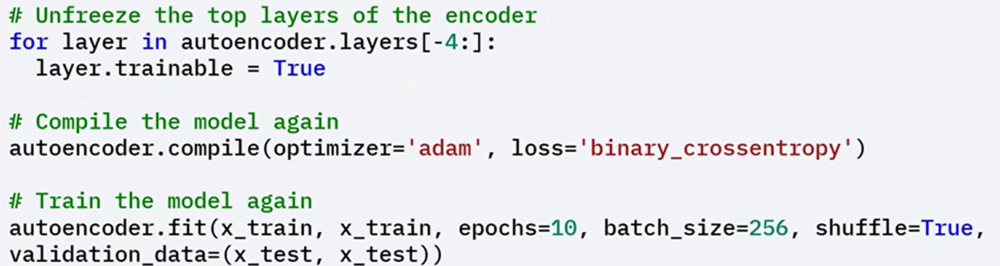 # Unfreeze the top layers of the encoder
for layer in autoencoder.layers[-4:]:
  layer.trainable = True

# Compile the model again
autoencoder.compile(optimizer='adam', loss='binary_crossentropy')

# Train the model again
autoencoder.fit(x_train, x_train, epochs=10, batch_size=256, shuffle=True,
validation_data=(x_test, x_test))